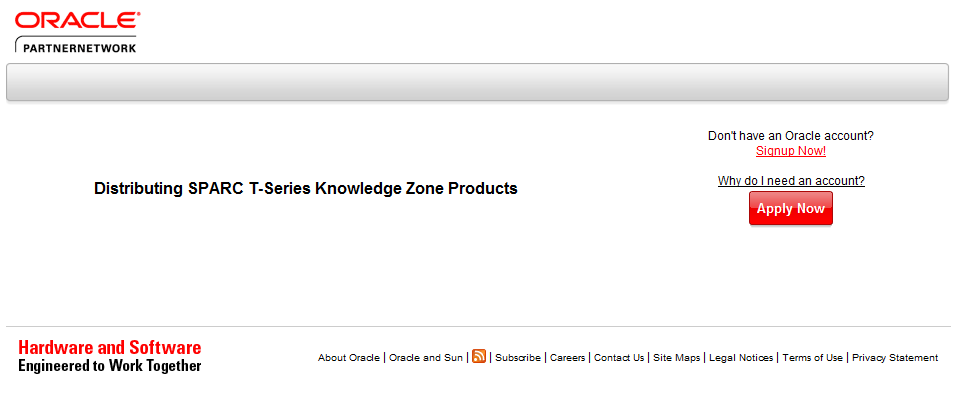 ORACLE®
PARTNERNETWORK
Don't have an Oracle account?
Signup Now!
Distributing SPARC T-Series Knowledge Zone Products
Why do I need an account?
Apply Now
Hardware and Software
Engineered to Work Together
About Oracle | Oracle and Sun | | Subscribe | Careers | Contact Us | Site Maps | Legal Notices | Terms of Use | Privacy Statement